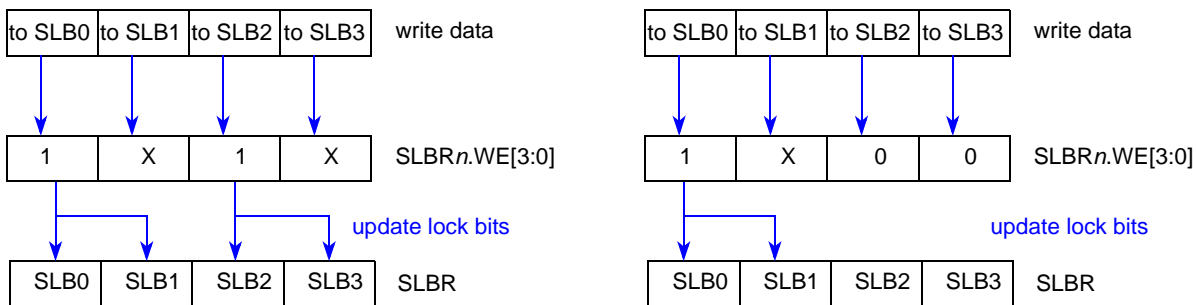 to SLB0 to SLB1 to SLB2 to SLB3 write data
1 X 1 X SLBRn.WE[3:0]
update lock bits
SLB0 SLB1 SLB2 SLB3 SLBR
to SLB0 to SLB1 to SLB2 to SLB3 write data
1 X 0 0 SLBRn.WE[3:0]
update lock bits
SLB0 SLB1 SLB2 SLB3 SLBR